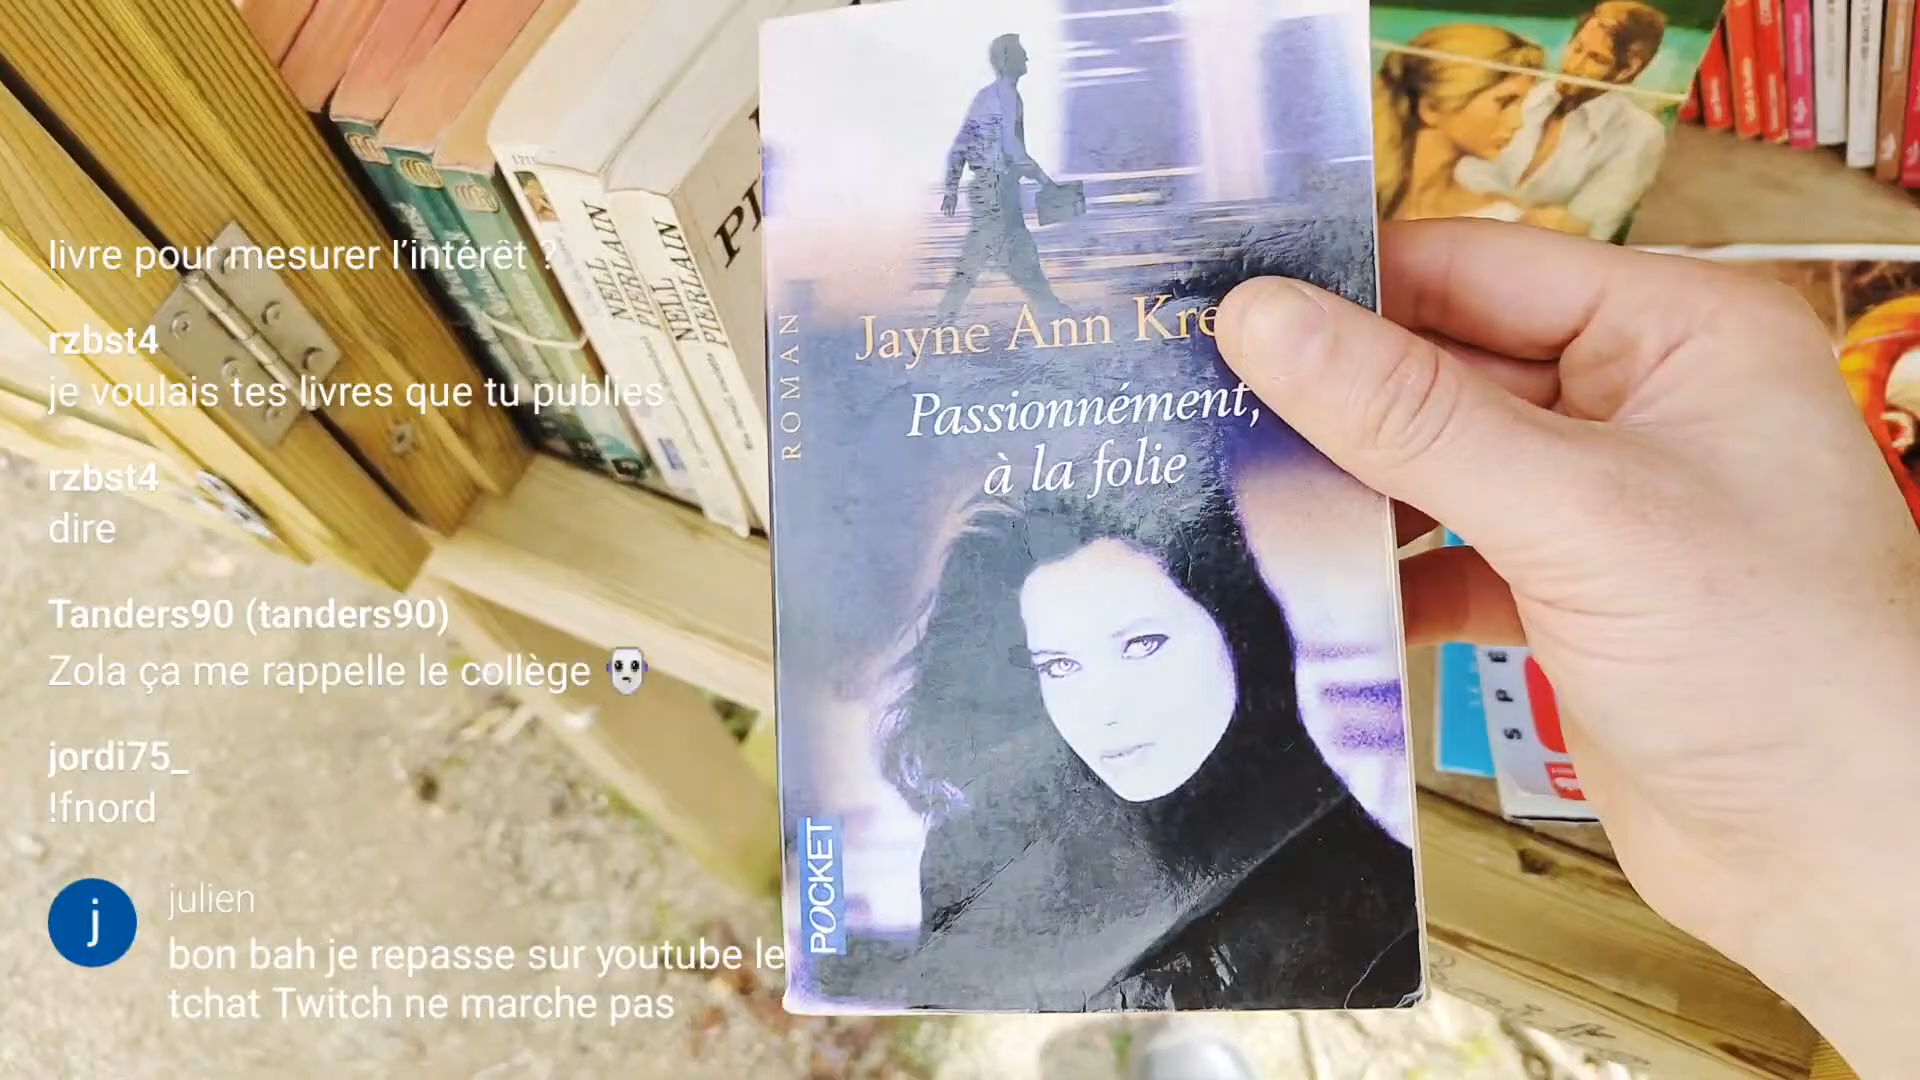 livre pour mesurer l’intérêt ?
rzbst4
je voulais tes livres que tu publies
rzbst4
dire
Tanders90 (tanders90)
Zola ça me rappelle le collège
jordi75_
!fnord
j
julien
bon bah je repasse sur youtube le
tchat Twitch ne marche pas
NELL
PIERLAIN
NELL
PIERLAIN
ROMAN
Jayne Ann Kre
Passionnément,
à la folie
POCKET